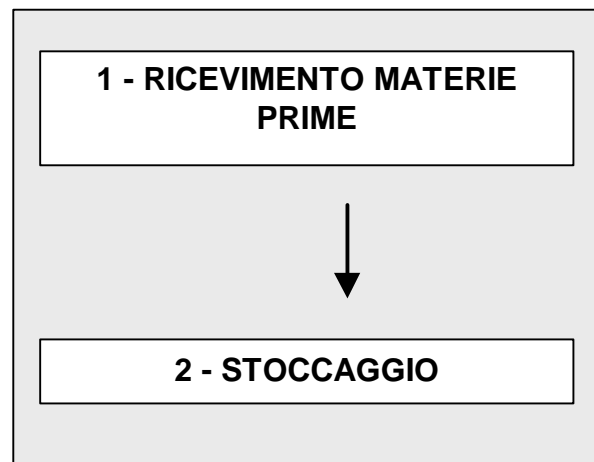 1 - RICEVIMENTO MATERIE
PRIME
2 - STOCCAGGIO